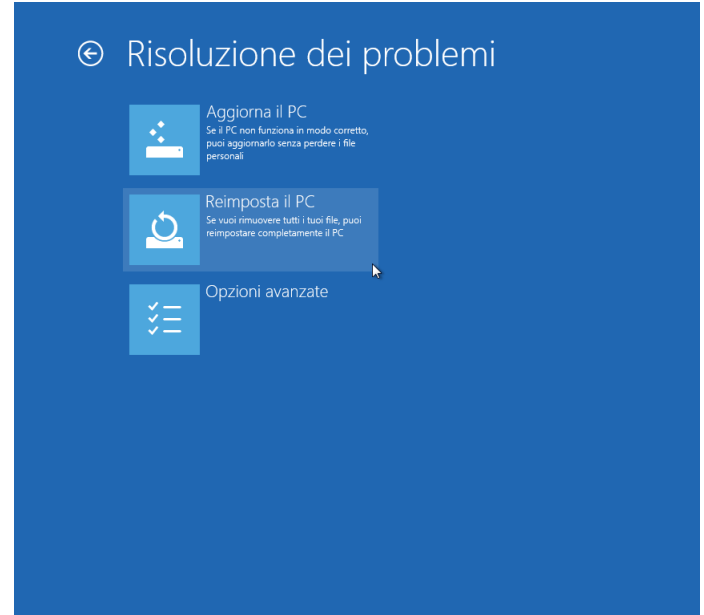 Risoluzione dei problemi
Aggiorna il PC
Se il PC non funziona in modo corretto,
puoi aggiornarlo senza perdere i file
personali
Reimposta il PC
Se vuoi rimuovere tutti i tuoi file, puoi
reimpostare completamente il PC
Opzioni avanzate